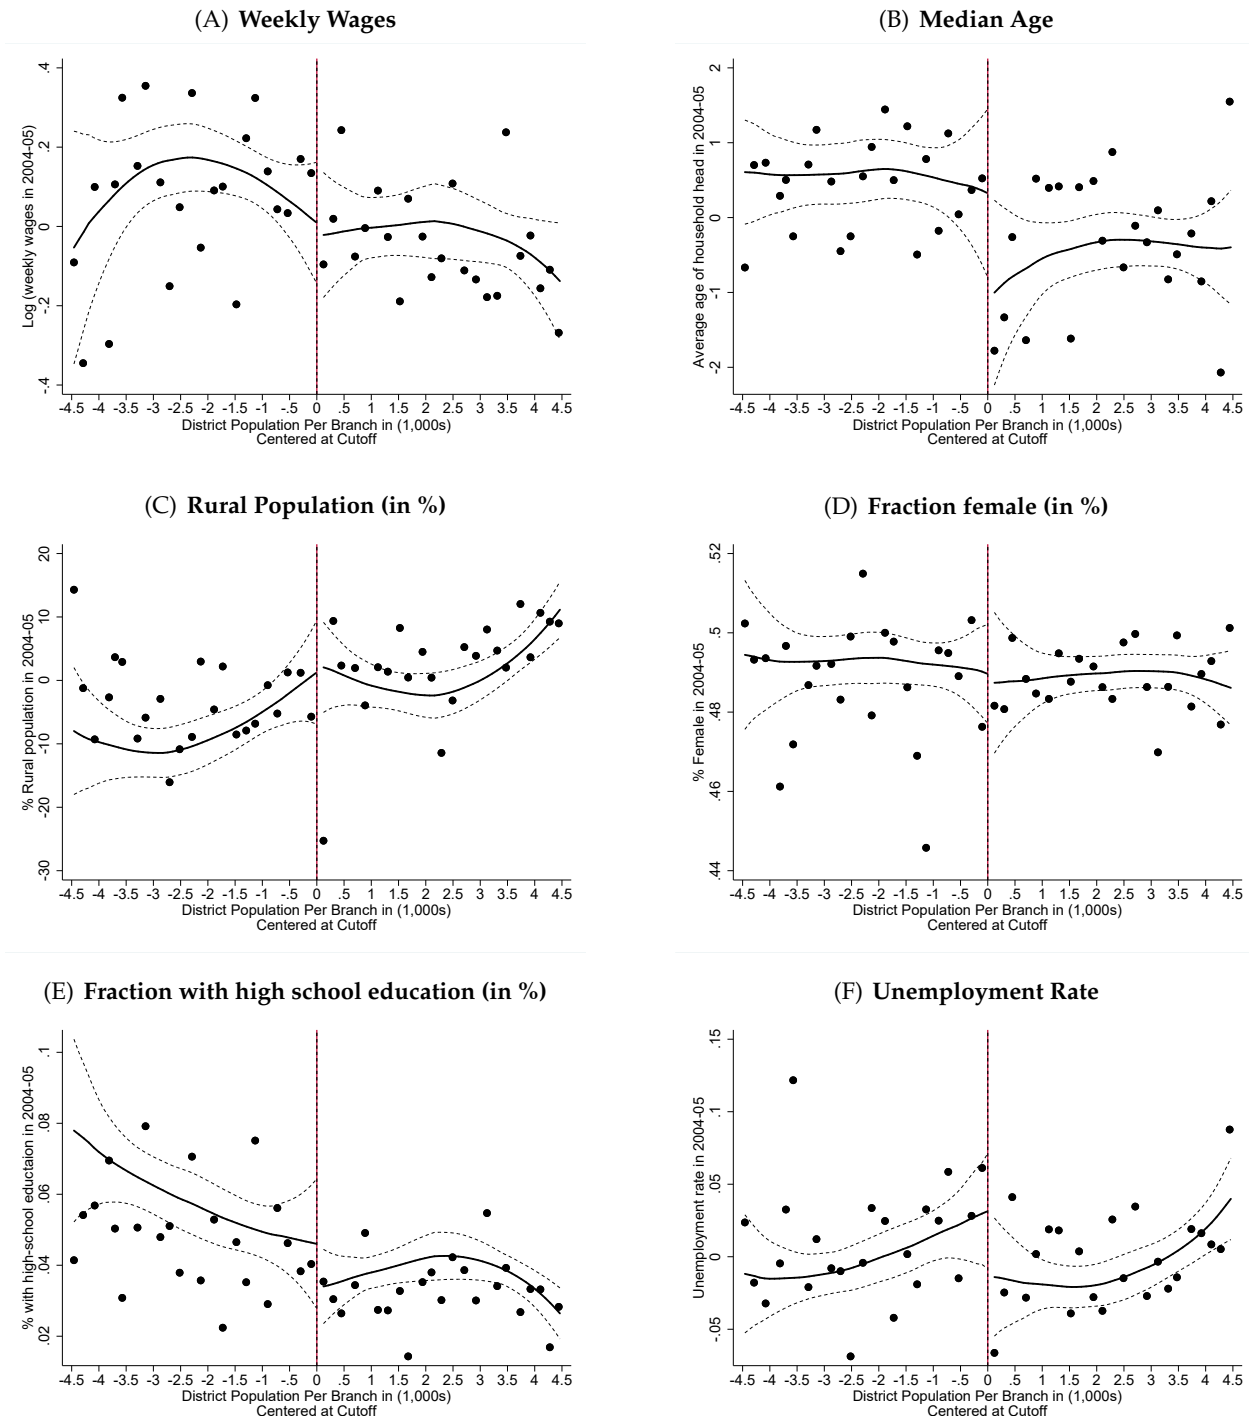 (A) Weekly Wages
Log (weekly wages in 2004-05)
.4
.2
0
-.2
-.4
-4.5 -4 -3.5 -3 -2.5 -2 -1.5 -1 -.5 0 .5 1 1.5 2 2.5 3 3.5 4 4.5
District Population Per Branch in (1,000s)
Centered at Cutoff
(B) Median Age
Average age of household head in 2004-05
2
1
0
-1
-2
-4.5 -4 -3.5 -3 -2.5 -2 -1.5 -1 -.5 0 .5 1 1.5 2 2.5 3 3.5 4 4.5
District Population Per Branch in (1,000s)
Centered at Cutoff
(C) Rural Population (in %)
% Rural population in 2004-05
20
10
0
-10
-20
-30
-4.5 -4 -3.5 -3 -2.5 -2 -1.5 -1 -.5 0 .5 1 1.5 2 2.5 3 3.5 4 4.5
District Population Per Branch in (1,000s)
Centered at Cutoff
(D) Fraction female (in %)
% Female in 2004-05
.52
.5
.48
.46
.44
-4.5 -4 -3.5 -3 -2.5 -2 -1.5 -1 -.5 0 .5 1 1.5 2 2.5 3 3.5 4 4.5
District Population Per Branch in (1,000s)
Centered at Cutoff
(E) Fraction with high school education (in %)
% with high-school eductaion in 2004-05
.1
.08
.06
.04
.02
-4.5 -4 -3.5 -3 -2.5 -2 -1.5 -1 -.5 0 .5 1 1.5 2 2.5 3 3.5 4 4.5
District Population Per Branch in (1,000s)
Centered at Cutoff
(F) Unemployment Rate
Unemployment rate in 2004-05
.15
.1
.05
0
-.05
-4.5 -4 -3.5 -3 -2.5 -2 -1.5 -1 -.5 0 .5 1 1.5 2 2.5 3 3.5 4 4.5
District Population Per Branch in (1,000s)
Centered at Cutoff